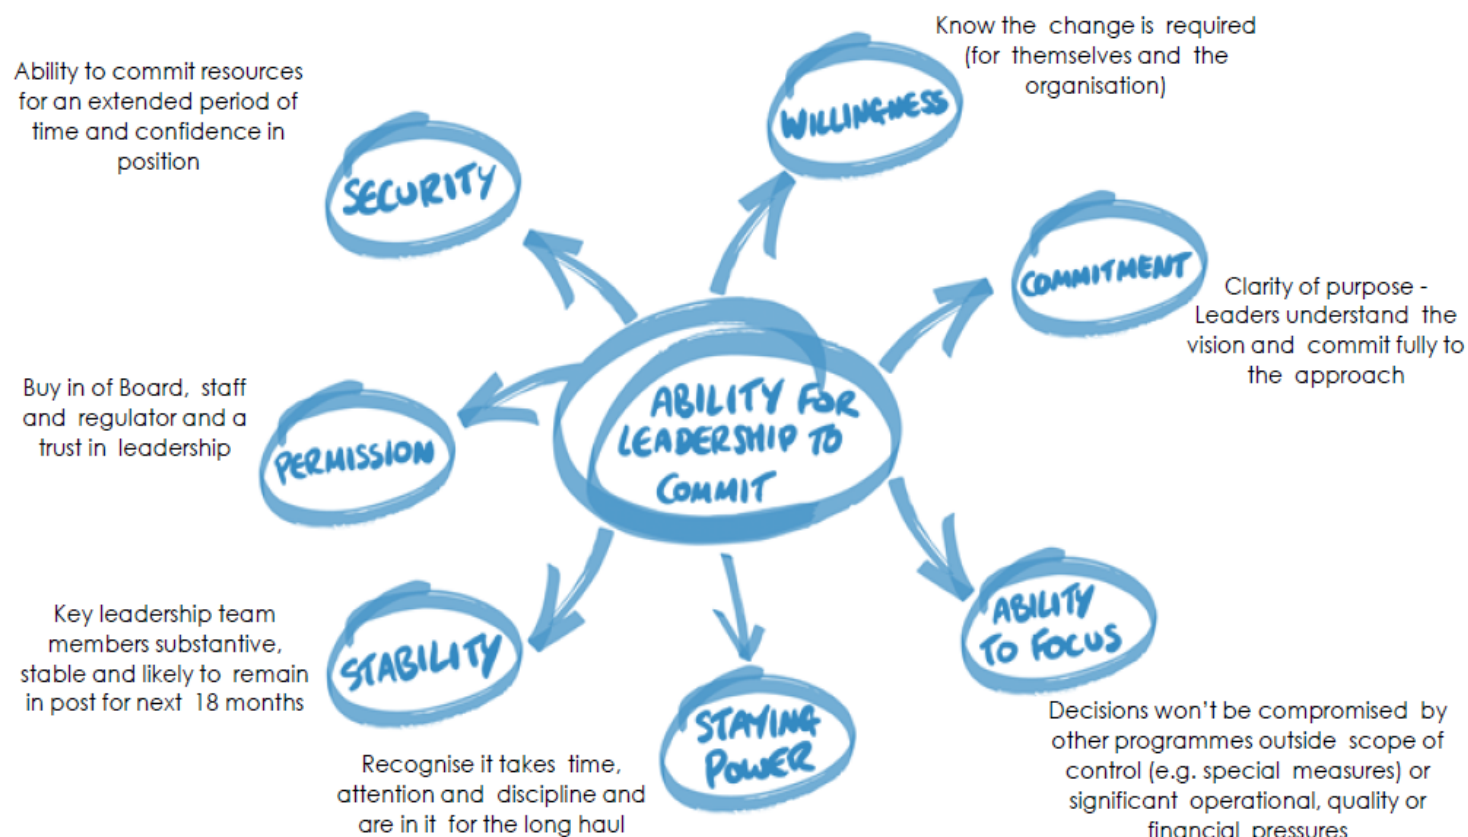 Know the change is required
(for themselves and the
organisation)
WILLINGNESS
Ability to commit resources
for an extended period of
time and confidence in
position
SECURITY
COMMITMENT
Clarity of purpose -
Leaders understand the
vision and commit fully to
the approach
ABILITY FOR
LEADERSHIP TO
COMMIT
Buy in of Board, staff
and regulator and a
trust in leadership
PERMISSION
Key leadership team
members substantive,
stable and likely to remain
in post for next 18 months
STABILITY
ABILITY
TO FOCUS
Decisions won't be compromised by
other programmes outside scope of
control (e.g. special measures) or
significant operational, quality or
financial pressures
STAYING
POWER
Recognise it takes time,
attention and discipline and
are in it for the long haul